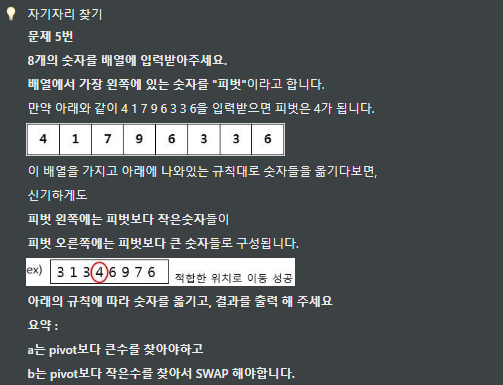 자기자리 찾기
문제 5번
8개의 숫자를 배열에 입력받아주세요.
배열에서 가장 왼쪽에 있는 숫자를 "피벗"이라고 합니다.
만약 아래와 같이 4 1 7 9 6 3 3 6을 입력받으면 피벗은 4가 됩니다.
4 1 7 9 6 3 3 6
이 배열을 가지고 아래에 나와있는 규칙대로 숫자들을 옮기다보면,
신기하게도
피벗 왼쪽에는 피벗보다 작은숫자들이
피벗 오른쪽에는 피벗보다 큰 숫자들로 구성됩니다.
ex) 3 1 3 4 6 9 7 6 적합한 위치로 이동 성공
아래의 규칙에 따라 숫자를 옮기고, 결과를 출력 해 주세요
요약 :
a는 pivot보다 큰수를 찾아야하고
b는 pivot보다 작은수를 찾아서 SWAP 해야합니다.